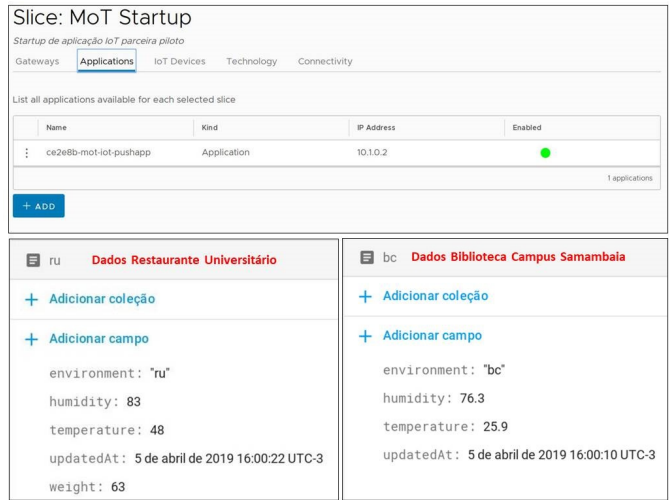 Slice: MoT Startup
Startup de aplicação IoT parceira piloto
Gateways Applications IoT Devices Technology Connectivity
List all applications available for each selected slice
Name Kind IP Address Enabled
ce2e8b-mot-iot-pushapp Application 10.1.0.2
1 applications
+ ADD
ru Dados Restaurante Universitário
+ Adicionar coleção
+ Adicionar campo
environment: "ru"
humidity: 83
temperature: 48
updatedAt: 5 de abril de 2019 16:00:22 UTC-3
weight: 63
bc Dados Biblioteca Campus Samambaia
+ Adicionar coleção
+ Adicionar campo
environment: "bc"
humidity: 76.3
temperature: 25.9
updatedAt: 5 de abril de 2019 16:00:10 UTC-3